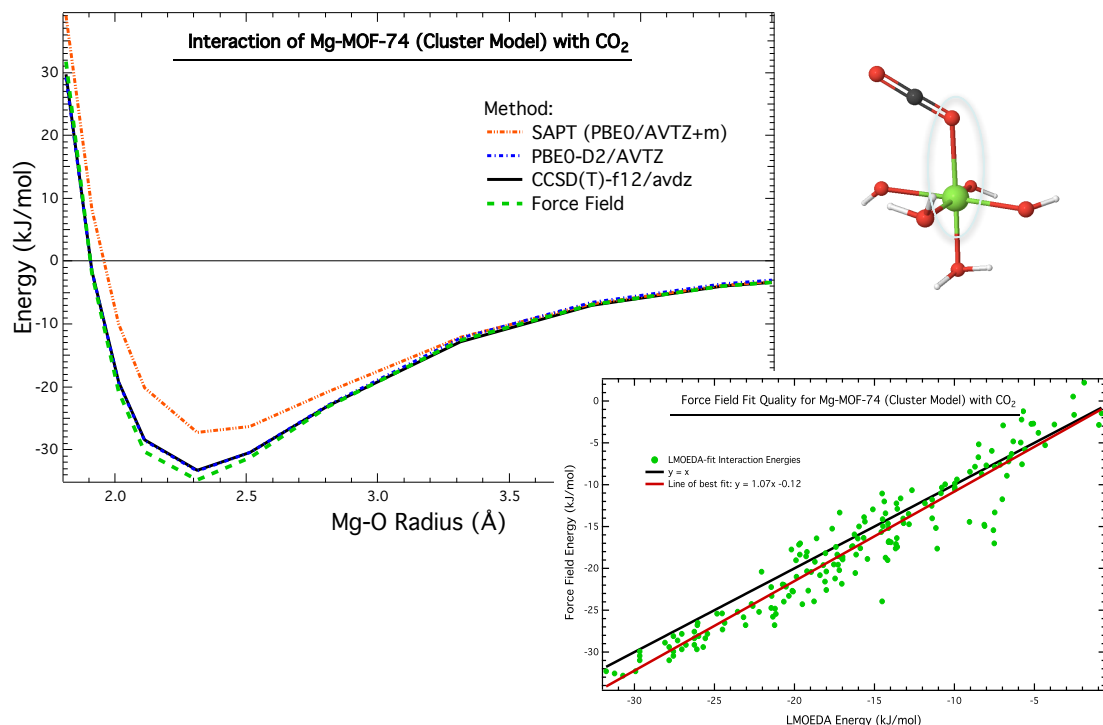 Interaction of Mg-MOF-74 (Cluster Model) with CO2
Method:
SAPT (PBE0/AVTZ+m)
PBE0-D2/AVTZ
CCSD(T)-f12/avdz
Force Field
Energy (kJ/mol)
30
20
10
0
-10
-20
-30
2.0
2.5
3.0
3.5
Mg-O Radius (Å)
Force Field Fit Quality for Mg-MOF-74 (Cluster Model) with CO2
LMOEDA-fit Interaction Energies
y = x
Line of best fit: y = 1.07x -0.12
Force Field Energy (kJ/mol)
0
-5
-10
-15
-20
-25
-30
-30
-25
-20
-15
-10
-5
LMOEDA Energy (kJ/mol)